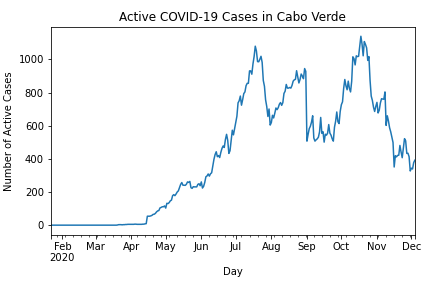 Active COVID-19 Cases in Cabo Verde
Number of Active Cases
1000
800
600
400
200
0
Feb Mar Apr May Jun Jul Aug Sep Oct Nov Dec
2020
Day